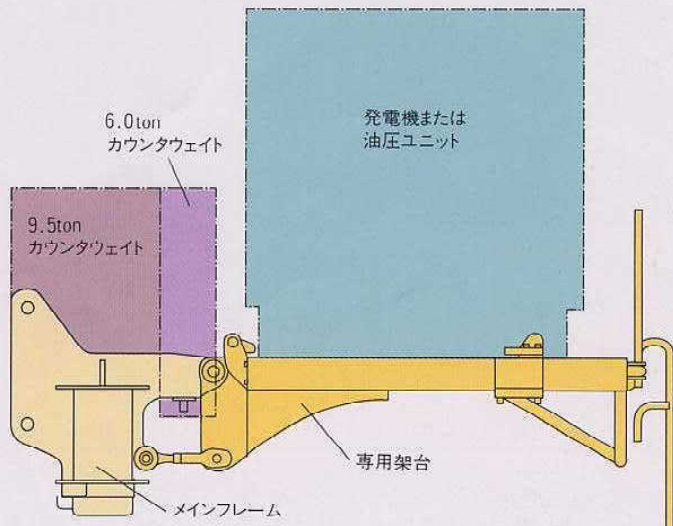 6.0ton
カウンタウェイト
発電機または
油圧ユニット
9.5ton
カウンタウェイト
専用架台
メインフレーム